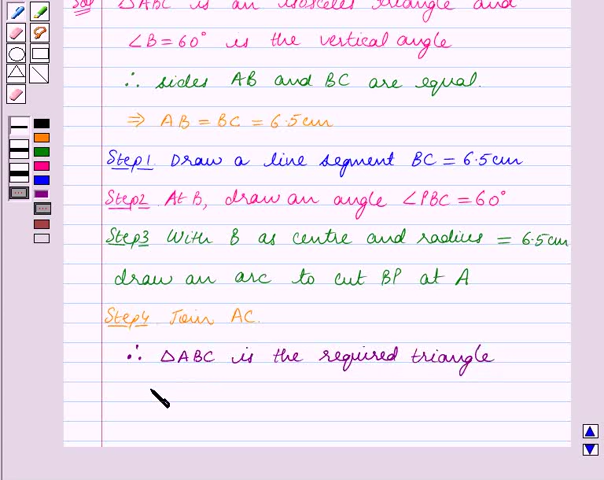 Sol △ABC is an isosceles triangle and
∠B=60° is the vertical angle
∴ sides AB and BC are equal.
⇒ AB = BC = 6.5cm
Step1 Draw a line segment BC = 6.5cm
Step2 At B, draw an angle ∠PBC = 60°
Step3 With B as centre and radius = 6.5cm
draw an arc to cut BP at A
Step4 Join AC.
∴ △ABC is the required triangle